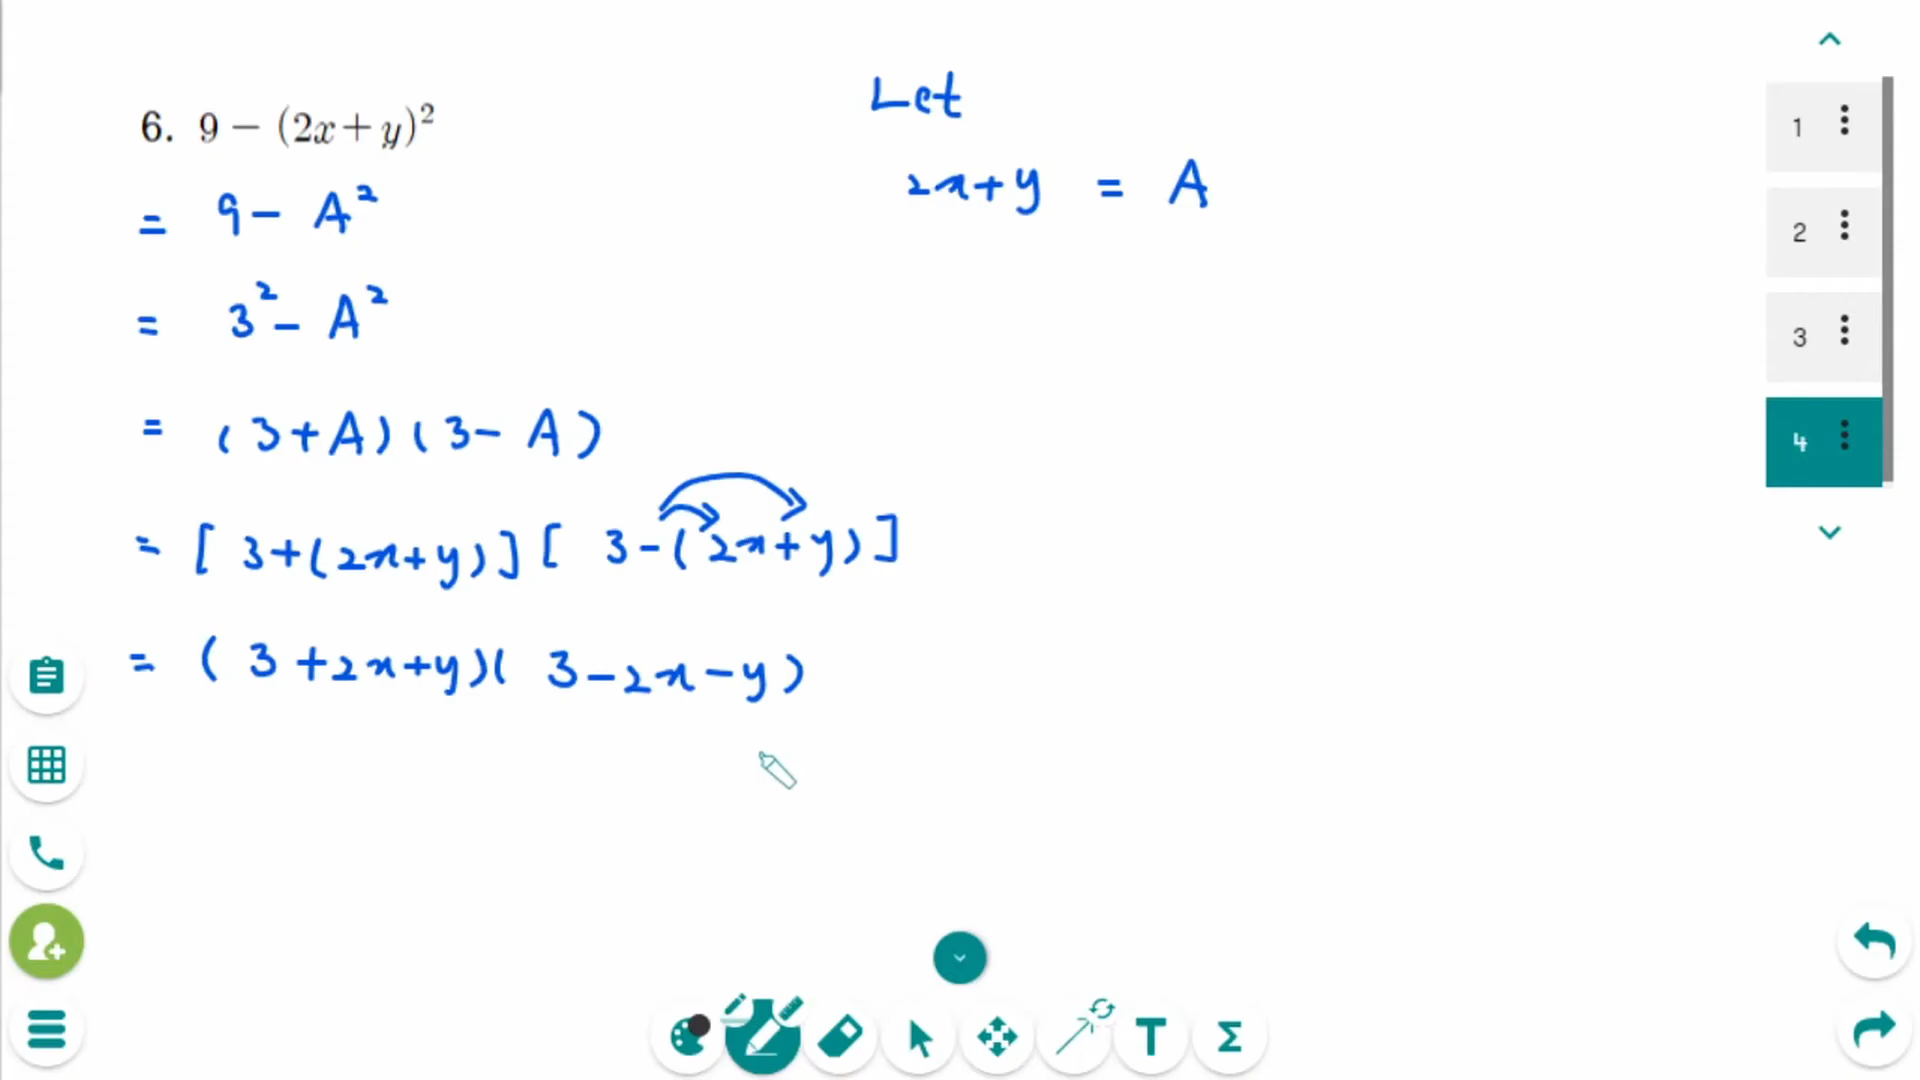 6. 9 − (2x+y)²
= 9 − A²
= 3² − A²
= (3+A)(3−A)
= [3+(2x+y)][3−(2x+y)]
= (3+2x+y)(3−2x−y)
Let
2x+y = A
1
2
3
4
T
Σ